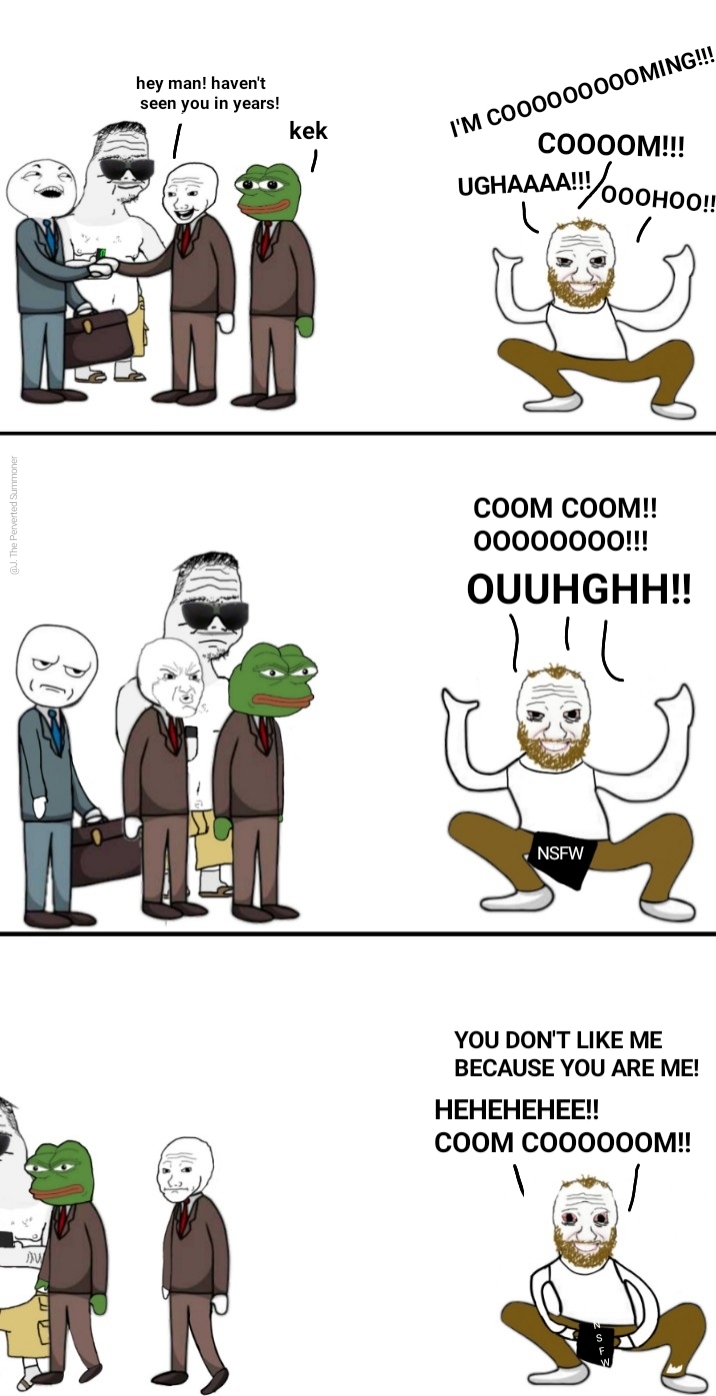 hey man! haven't
seen you in years!
kek
I'M COOOOOOOOOMING!!!
COOOOM!!!
UGHAAAA!!!
OOOHOO!!
@J. The Perverted Summoner
COOM COOM!!
OOOOOOOO!!!
OUUHGHH!!
NSFW
YOU DON'T LIKE ME
BECAUSE YOU ARE ME!
HEHEHEHEE!!
COOM COOOOOOM!!
NSFW